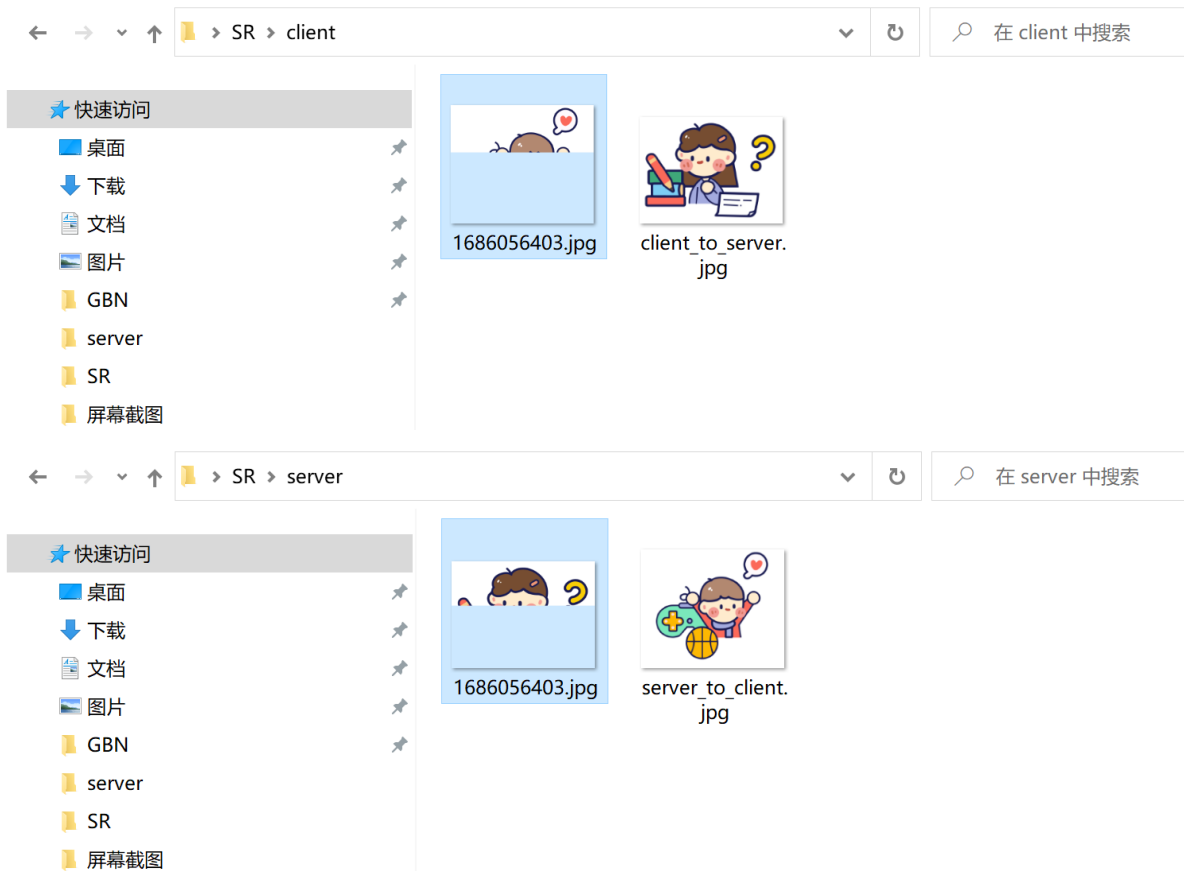 SR client
在 client 中搜索
快速访问
桌面
下载
文档
图片
GBN
server
SR
屏幕截图
1686056403.jpg
client_to_server.
jpg
SR server
在 server 中搜索
快速访问
桌面
下载
文档
图片
GBN
server
SR
屏幕截图
1686056403.jpg
server_to_client.
jpg